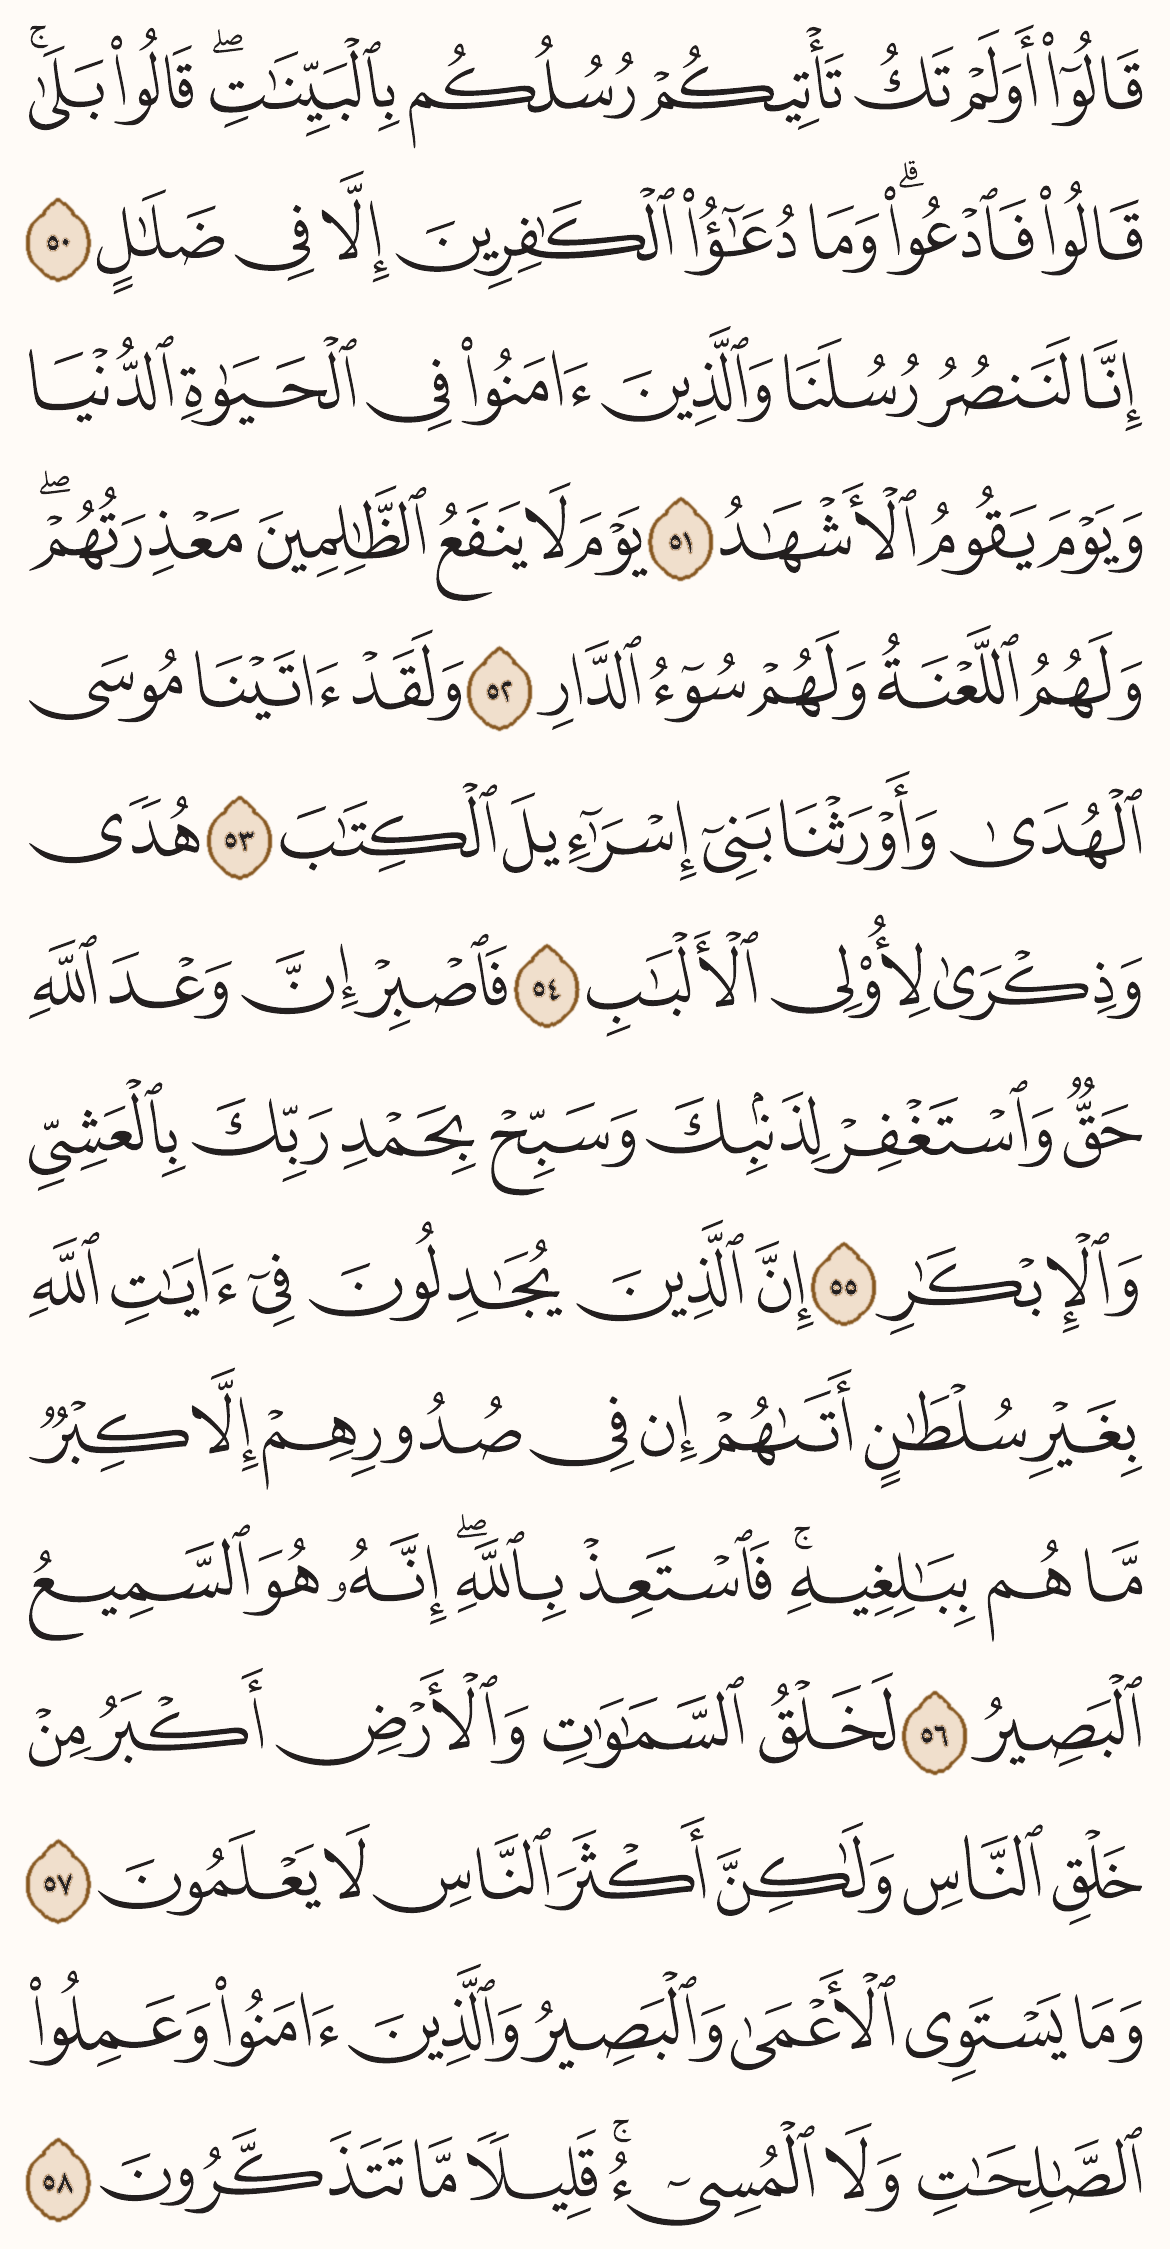 قَالُوٓا۟ أَوَلَمْ تَكُ تَأْتِيكُمْ رُسُلُكُم بِٱلْبَيِّنَـٰتِ ۖ قَالُوا۟ بَلَىٰ ۚ
قَالُوا۟ فَٱدْعُوا۟ ۗ وَمَا دُعَـٰٓؤُا۟ ٱلْكَـٰفِرِينَ إِلَّا فِى ضَلَـٰلٍ ٥٠
إِنَّا لَنَنصُرُ رُسُلَنَا وَٱلَّذِينَ ءَامَنُوا۟ فِى ٱلْحَيَوٰةِ ٱلدُّنْيَا
وَيَوْمَ يَقُومُ ٱلْأَشْهَـٰدُ ٥١ يَوْمَ لَا يَنفَعُ ٱلظَّـٰلِمِينَ مَعْذِرَتُهُمْ ۖ
وَلَهُمُ ٱللَّعْنَةُ وَلَهُمْ سُوٓءُ ٱلدَّارِ ٥٢ وَلَقَدْ ءَاتَيْنَا مُوسَى
ٱلْهُدَىٰ وَأَوْرَثْنَا بَنِىٓ إِسْرَٰٓءِيلَ ٱلْكِتَـٰبَ ٥٣ هُدًى
وَذِكْرَىٰ لِأُو۟لِى ٱلْأَلْبَـٰبِ ٥٤ فَٱصْبِرْ إِنَّ وَعْدَ ٱللَّهِ
حَقٌّ وَٱسْتَغْفِرْ لِذَنۢبِكَ وَسَبِّحْ بِحَمْدِ رَبِّكَ بِٱلْعَشِىِّ
وَٱلْإِبْكَـٰرِ ٥٥ إِنَّ ٱلَّذِينَ يُجَـٰدِلُونَ فِىٓ ءَايَـٰتِ ٱللَّهِ
بِغَيْرِ سُلْطَـٰنٍ أَتَىٰهُمْ إِن فِى صُدُورِهِمْ إِلَّا كِبْرٌ
مَّا هُم بِبَـٰلِغِيهِ ۚ فَٱسْتَعِذْ بِٱللَّهِ ۖ إِنَّهُۥ هُوَ ٱلسَّمِيعُ
ٱلْبَصِيرُ ٥٦ لَخَلْقُ ٱلسَّمَـٰوَٰتِ وَٱلْأَرْضِ أَكْبَرُ مِنْ
خَلْقِ ٱلنَّاسِ وَلَـٰكِنَّ أَكْثَرَ ٱلنَّاسِ لَا يَعْلَمُونَ ٥٧
وَمَا يَسْتَوِى ٱلْأَعْمَىٰ وَٱلْبَصِيرُ وَٱلَّذِينَ ءَامَنُوا۟ وَعَمِلُوا۟
ٱلصَّـٰلِحَـٰتِ وَلَا ٱلْمُسِىٓءُ ۚ قَلِيلًا مَّا تَتَذَكَّرُونَ ٥٨